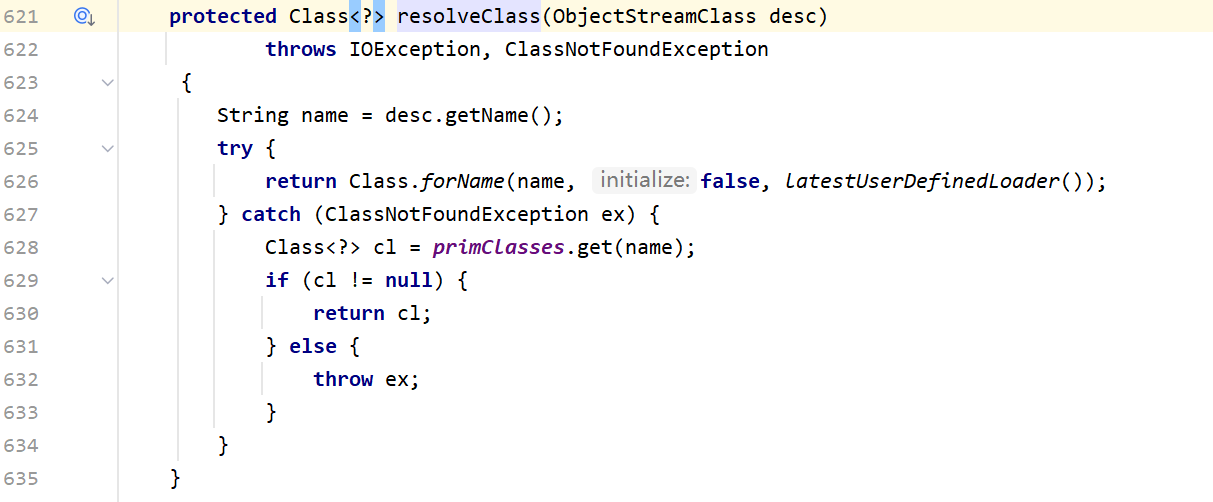 621 protected Class<?> resolveClass(ObjectStreamClass desc)
622 throws IOException, ClassNotFoundException
623 {
624 String name = desc.getName();
625 try {
626 return Class.forName(name, initialize: false, latestUserDefinedLoader());
627 } catch (ClassNotFoundException ex) {
628 Class<?> cl = primClasses.get(name);
629 if (cl != null) {
630 return cl;
631 } else {
632 throw ex;
633 }
634 }
635 }